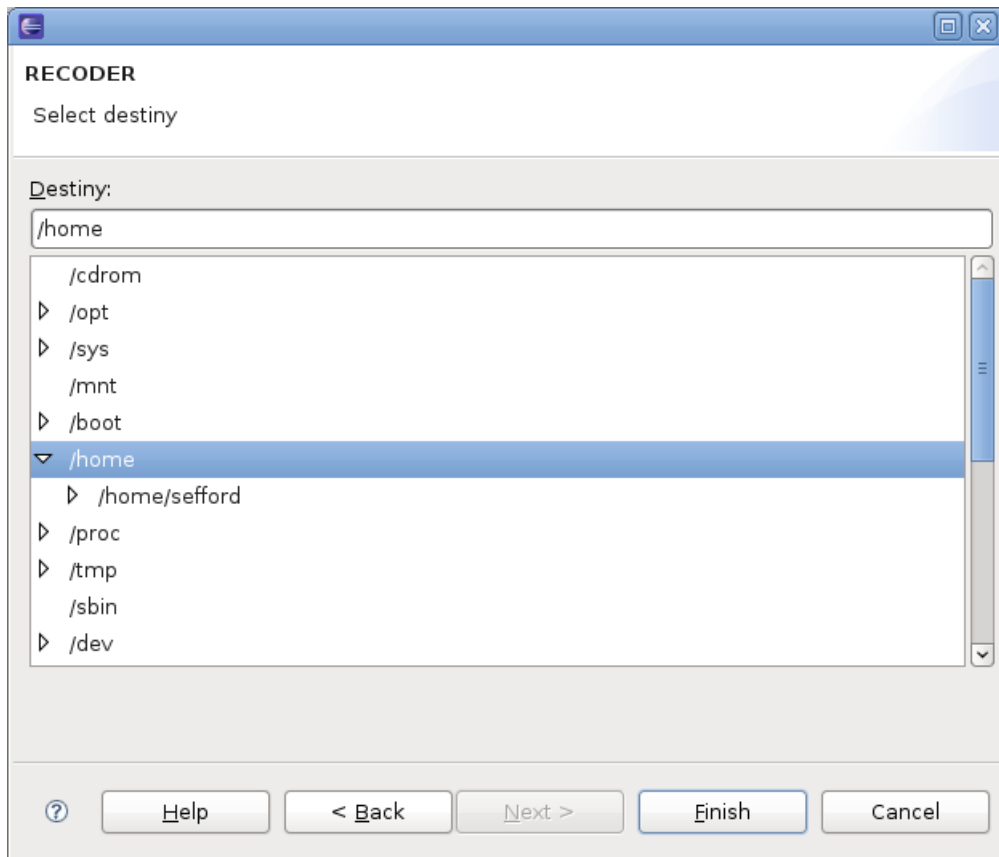 RECODER
Select destiny
Destiny:
/home
/cdrom
/opt
/sys
/mnt
/boot
/home
/home/sefford
/proc
/tmp
/sbin
/dev
? Help < Back Next > Finish Cancel